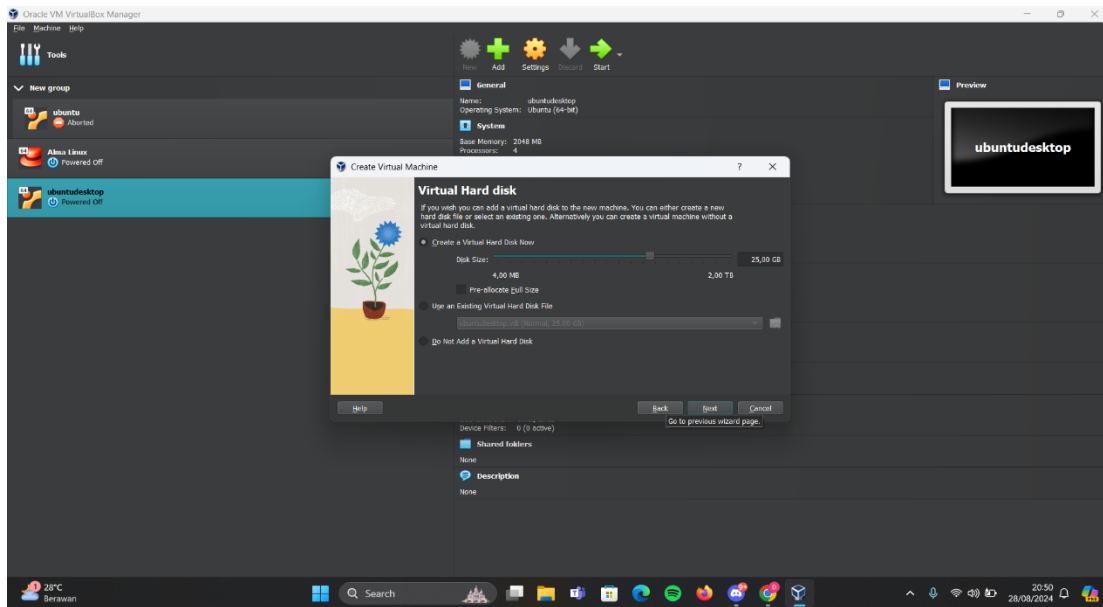 Oracle VM VirtualBox Manager
File Machine Help
Tools
New Add Settings Discard Start
New group
ubuntu
Aborted
Alma Linux
Powered Off
ubuntudesktop
Powered Off
General
Name: ubuntudesktop
Operating System: Ubuntu (64-bit)
System
Base Memory: 2048 MB
Processors: 4
Preview
ubuntudesktop
Create Virtual Machine
Virtual Hard disk
If you wish you can add a virtual hard disk to the new machine. You can either create a new
hard disk file or select an existing one. Alternatively you can create a virtual machine without a
virtual hard disk.
Create a Virtual Hard Disk Now
Disk Size: 25,00 GB
4,00 MB 2,00 TB
Pre-allocate Full Size
Use an Existing Virtual Hard Disk File
ubuntudesktop.vdi (Normal, 25,00 GB)
Do Not Add a Virtual Hard Disk
Help Back Next Cancel
Go to previous wizard page.
Device Filters: 0 (0 active)
Shared folders
None
Description
None
1
28°C
Berawan
Search
20:50
28/08/2024